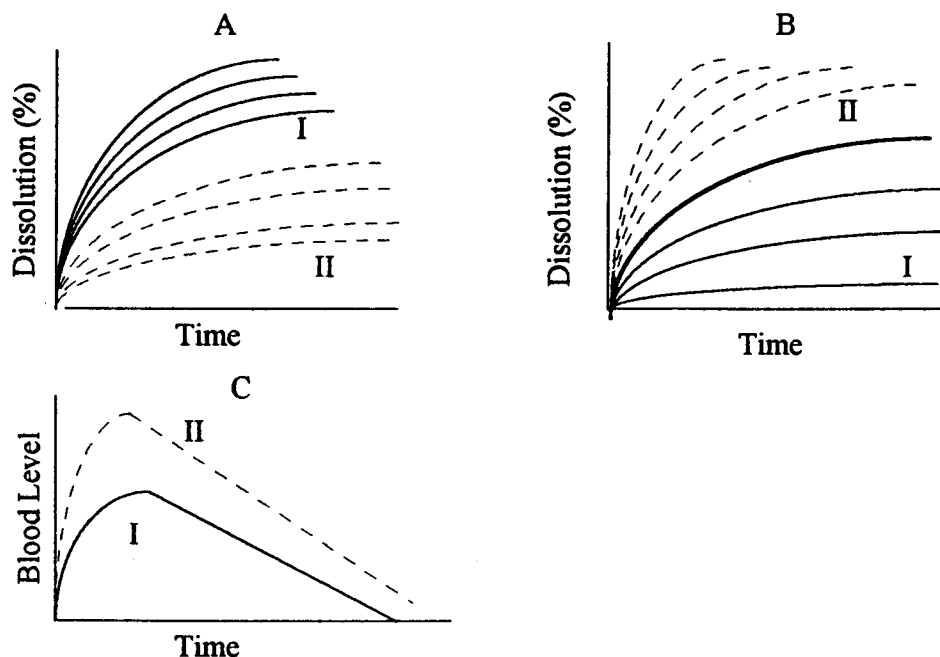 A
Dissolution (%)
I
II
Time
B
Dissolution (%)
II
I
Time
C
Blood Level
II
I
Time